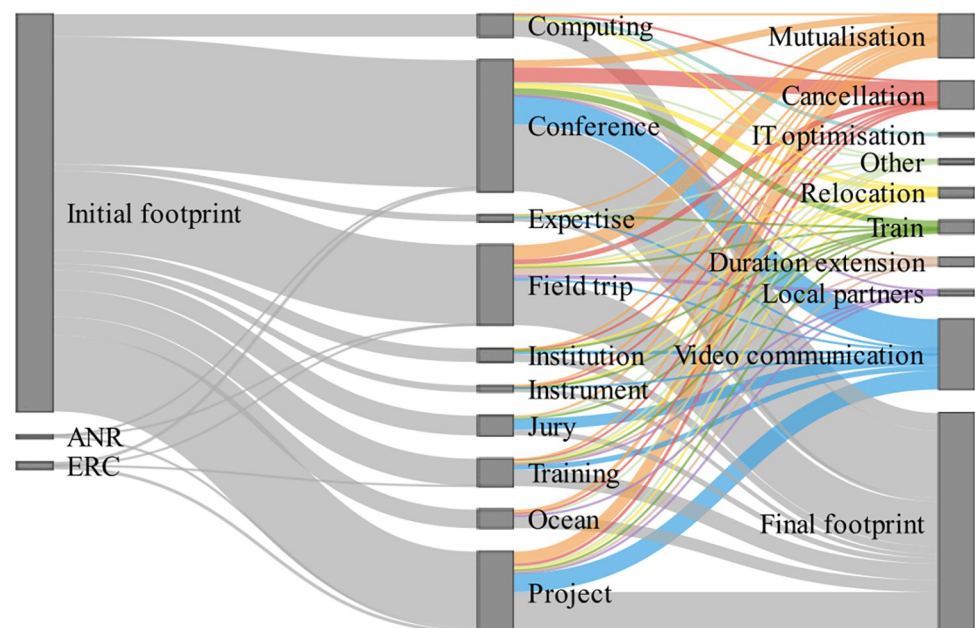 Initial footprint
ANR
ERC
Computing
Conference
Expertise
Field trip
Institution
Instrument
Jury
Training
Ocean
Project
Mutualisation
Cancellation
IT optimisation
Other
Relocation
Train
Duration extension
Local partners
Video communication
Final footprint